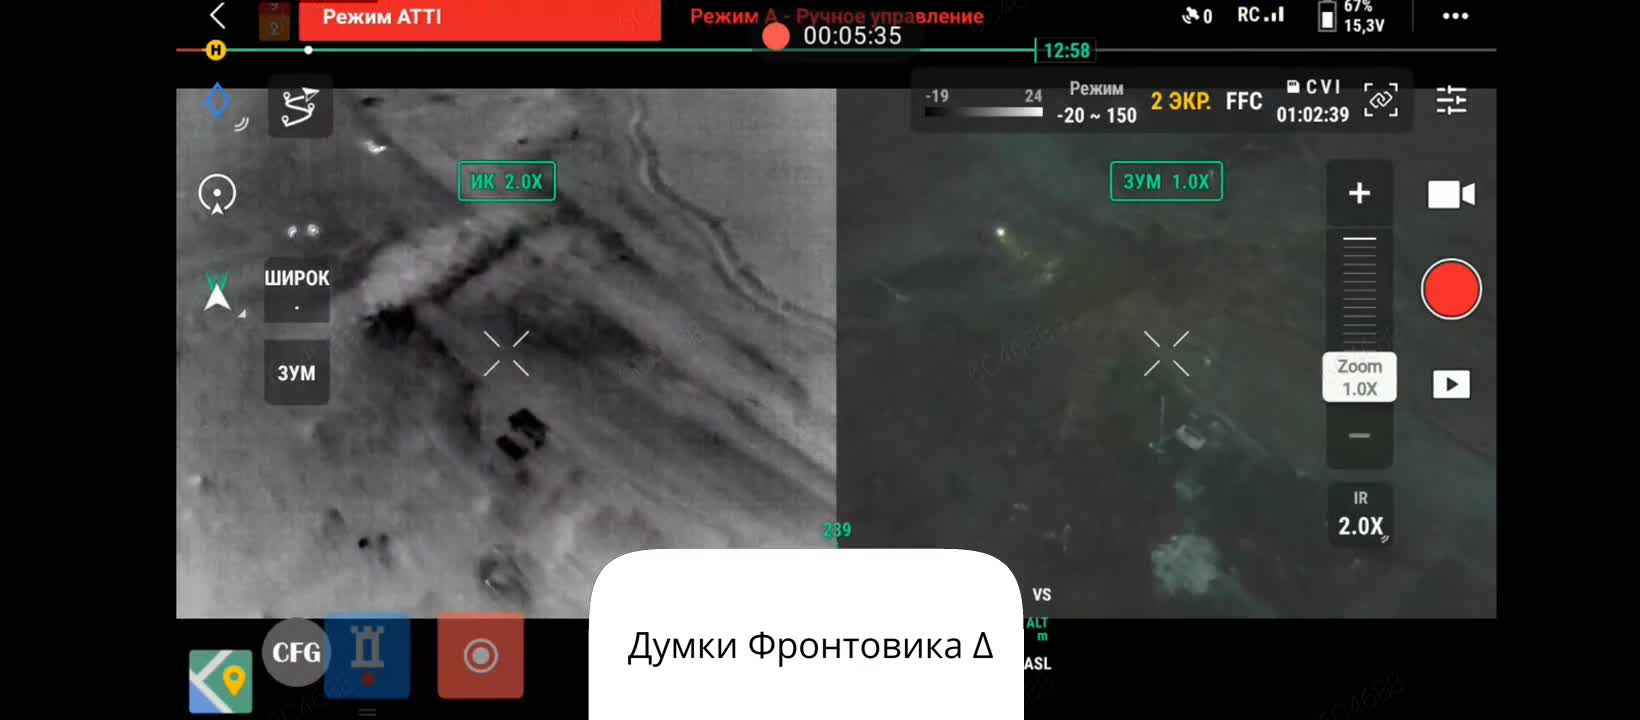 Режим ATTI
Режим А - Ручное управление
00:05:35
0
RC
67%
15,3V
H
12:58
-19
24
Режим
-20 ~ 150
2 ЭКР.
FFC
CVI
01:02:39
ИК 2.0X
ЗУМ 1.0X
ШИРОК
.
ЗУМ
Zoom
1.0X
IR
2.0X
239
VS
ALT
m
ASL
CFG
Думки Фронтовика Δ